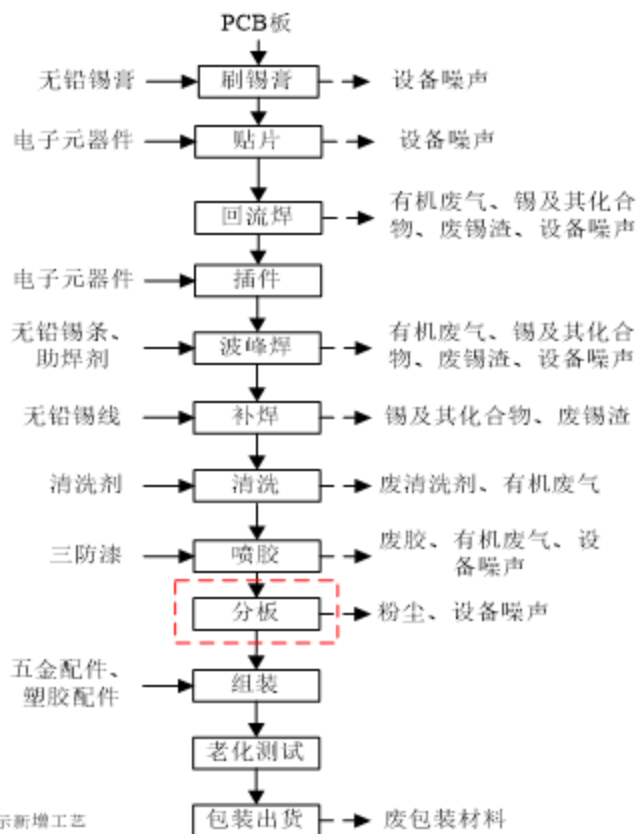 PCB板
无铅锡膏 刷锡膏 设备噪声
电子元器件 贴片 设备噪声
回流焊 有机废气、锡及其化合
物、废锡渣、设备噪声
电子元器件 插件
无铅锡条、
助焊剂
波峰焊 有机废气、锡及其化合
物、废锡渣、设备噪声
无铅锡线 补焊 锡及其化合物、废锡渣
清洗剂 清洗 废清洗剂、有机废气
三防漆 喷胶 废胶、有机废气、设
备噪声
分板 粉尘、设备噪声
五金配件、
塑胶配件
组装
老化测试
示新增工艺 包装出货 废包装材料